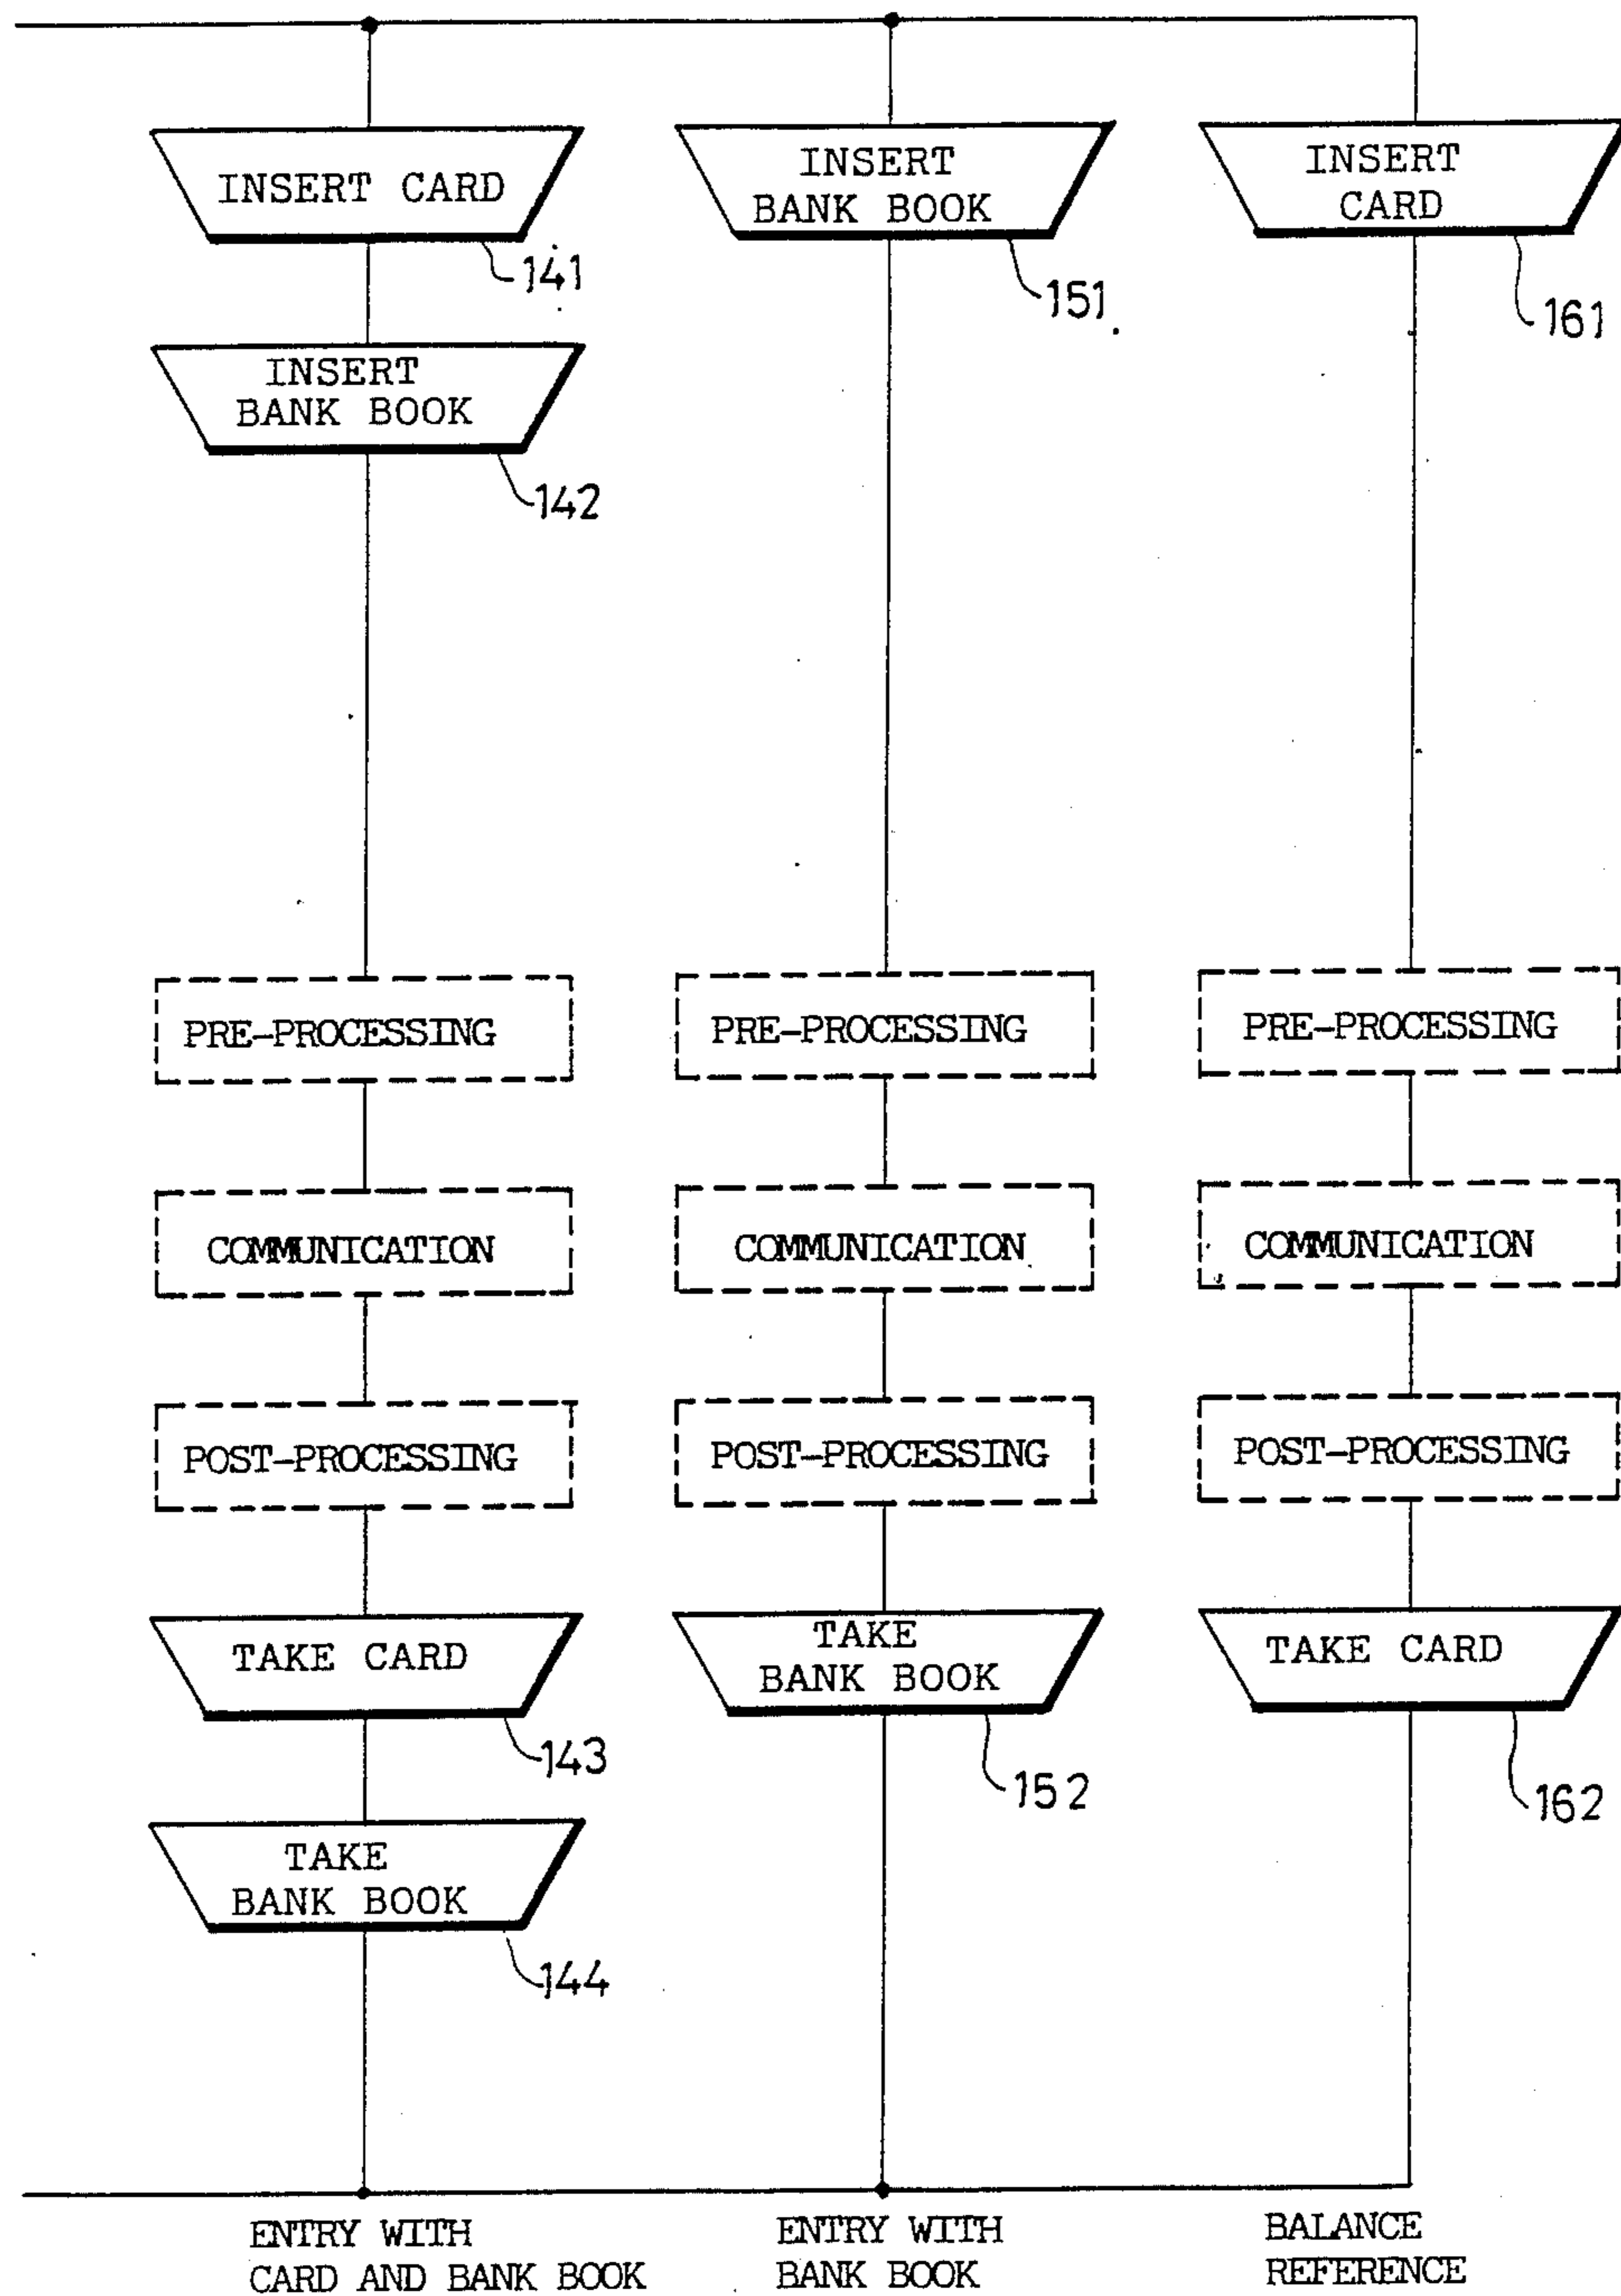 INSERT CARD
141
INSERT
BANK BOOK
142
PRE-PROCESSING
COMMUNICATION
POST-PROCESSING
TAKE CARD
143
TAKE
BANK BOOK
144
ENTRY WITH
CARD AND BANK BOOK
INSERT
BANK BOOK
151
PRE-PROCESSING
COMMUNICATION
POST-PROCESSING
TAKE
BANK BOOK
152
ENTRY WITH
BANK BOOK
INSERT
CARD
161
PRE-PROCESSING
COMMUNICATION
POST-PROCESSING
TAKE CARD
162
BALANCE
REFERENCE